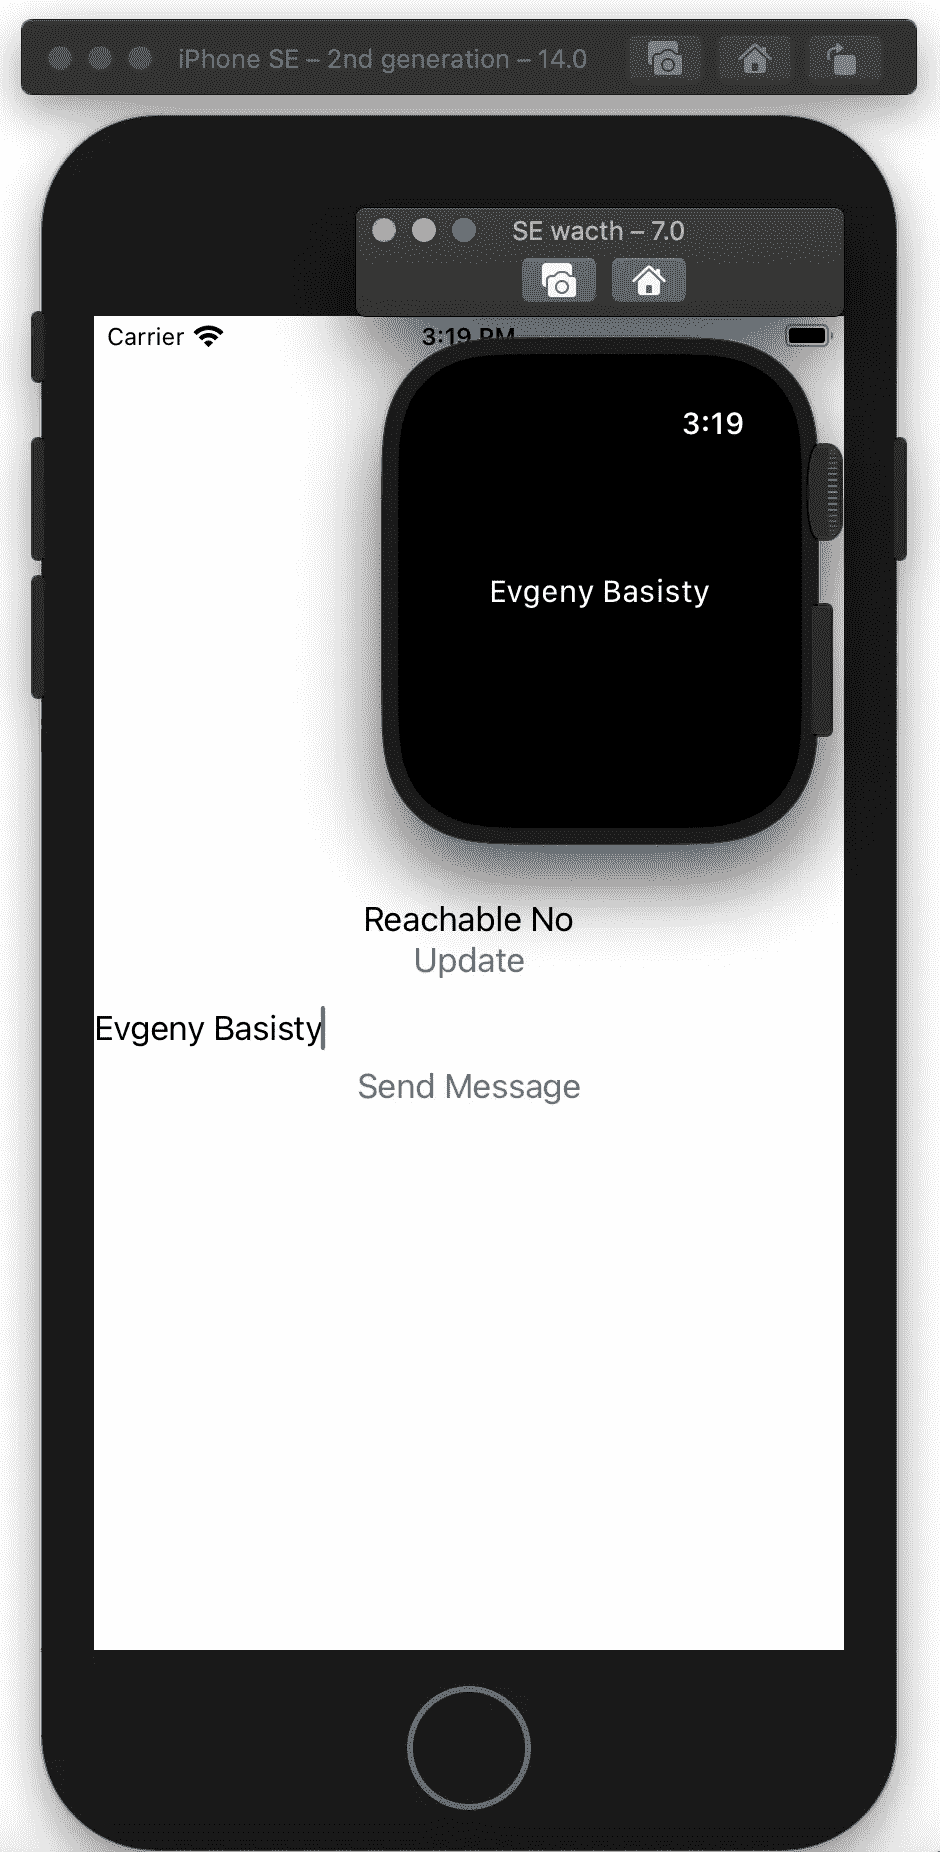 iPhone SE – 2nd generation – 14.0
SE wacth – 7.0
Carrier
3:19 PM
3:19
Evgeny Basisty
Reachable No
Update
Evgeny Basisty
Send Message